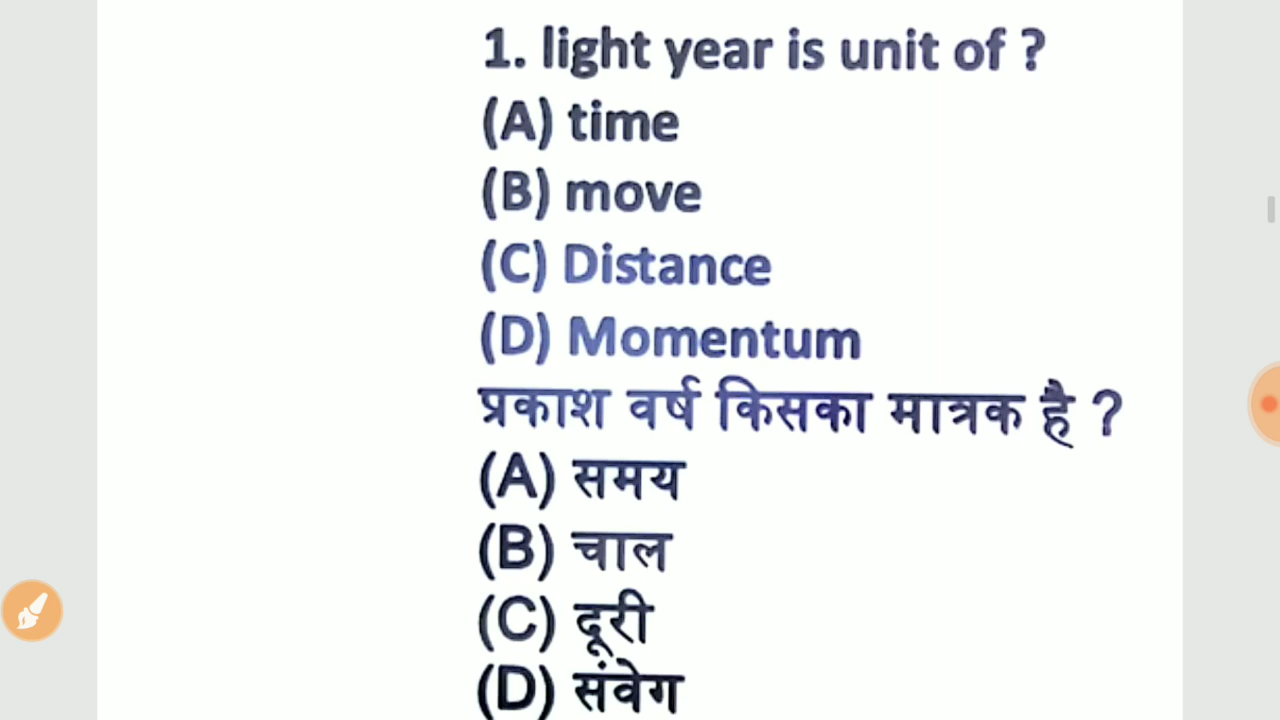 1. light year is unit of ?
(A) time
(B) move
(C) Distance
(D) Momentum
प्रकाश वर्ष किसका मात्रक है ?
(A) समय
(B) चाल
(C) दूरी
(D) संवेग